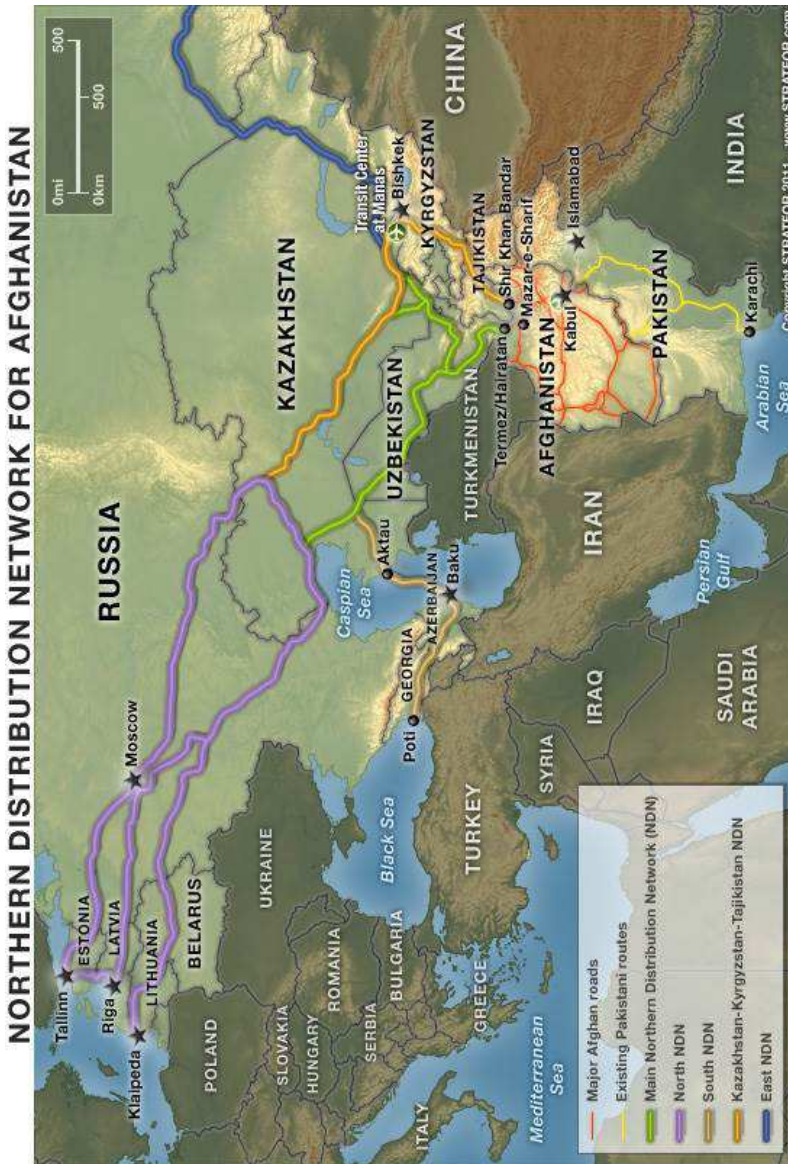 NORTHERN DISTRIBUTION NETWORK FOR AFGHANISTAN
0mi 500
0km 500
RUSSIA
Tallinn
ESTONIA
Riga
LATVIA
Klaipeda
LITHUANIA
Moscow
BELARUS
POLAND
UKRAINE
SLOVAKIA
HUNGARY
ROMANIA
SERBIA
BULGARIA
ITALY
GREECE
Mediterranean
Sea
Black Sea
TURKEY
SYRIA
IRAQ
SAUDI
ARABIA
Poti
GEORGIA
AZERBAIJAN
Baku
Caspian
Sea
Aktau
KAZAKHSTAN
UZBEKISTAN
TURKMENISTAN
Transit Center
at Manas
Bishkek
KYRGYZSTAN
TAJIKISTAN
CHINA
Shir Khan Bandar
Mazar-e-Sharif
Termez/Hairatan
AFGHANISTAN
Kabul
Islamabad
PAKISTAN
Karachi
INDIA
IRAN
Persian
Gulf
Arabian
Sea
Major Afghan roads
Existing Pakistani routes
Main Northern Distribution Network (NDN)
North NDN
South NDN
Kazakhstan-Kyrgyzstan-Tajikistan NDN
East NDN
Copyright STRATFOR 2011 www.STRATFOR.com